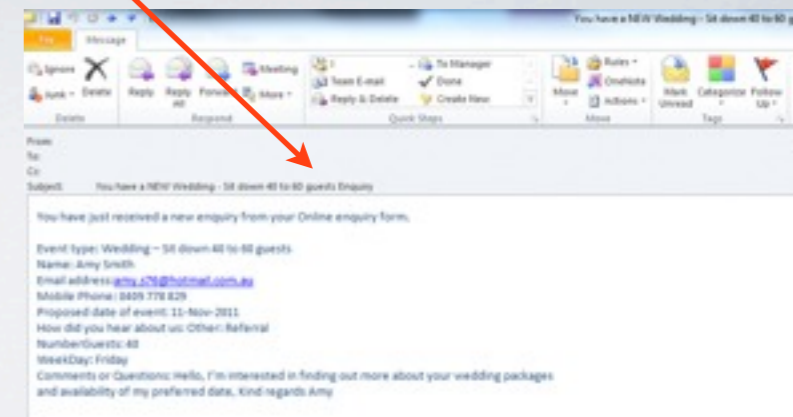 You have a NEW Wedding - Sit down 40 to 60 g
File Message
Ignore Delete Reply Reply All Forward Meeting
Junk More
Team E-mail
Reply & Delete
To Manager
Done
Create New
Move
Rules
OneNote
Actions
Mark Unread Categorize Follow Up
Delete Respond Quick Steps Move Tags
From:
To:
Cc:
Subject: You have a NEW Wedding - Sit down 40 to 60 guests Enquiry
You have just received a new enquiry from your Online enquiry form.
Event type: Wedding – Sit down 40 to 60 guests
Name: Amy Smith
Email address: amy.s76@hotmail.com.au
Mobile Phone: 0409 778 829
Proposed date of event: 11-Nov-2011
How did you hear about us: Other: Referral
NumberGuests: 40
WeekDay: Friday
Comments or Questions: Hello, I'm interested in finding out more about your wedding packages
and availability of my preferred date, Kind regards Amy